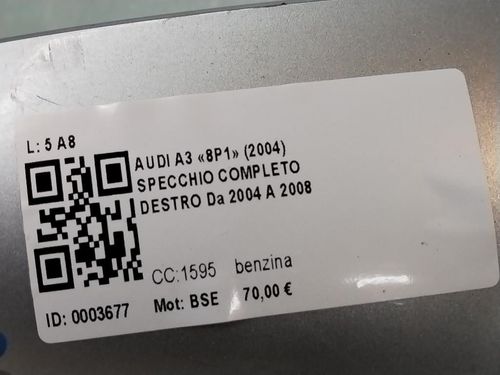 L: 5 A8
AUDI A3 «8P1» (2004)
SPECCHIO COMPLETO
DESTRO Da 2004 A 2008
CC:1595 benzina
ID: 0003677 Mot: BSE 70,00 €